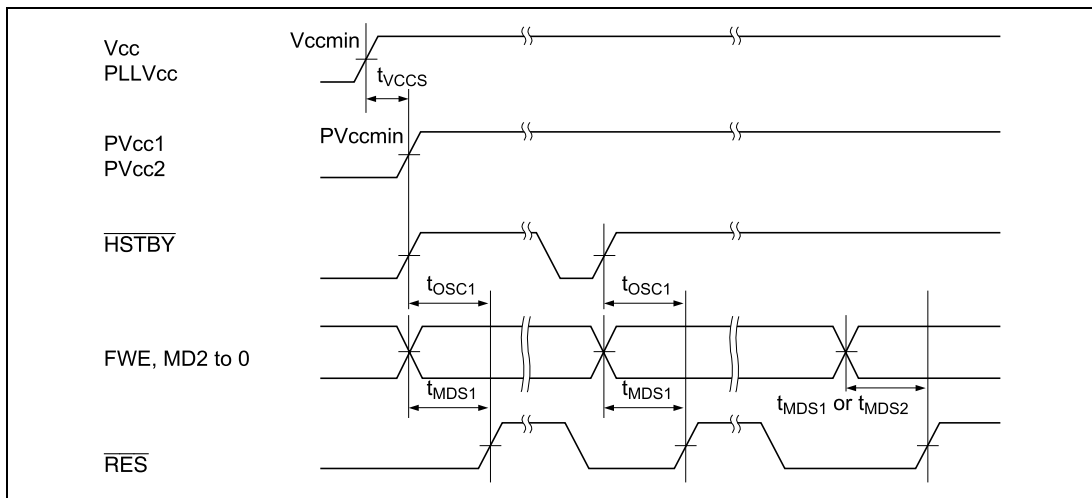 Vccmin
Vcc
PLLVcc
tVCCS
PVccmin
PVcc1
PVcc2
HSTBY
tOSC1 tOSC1
FWE, MD2 to 0
tMDS1 tMDS1 tMDS1 or tMDS2
RES